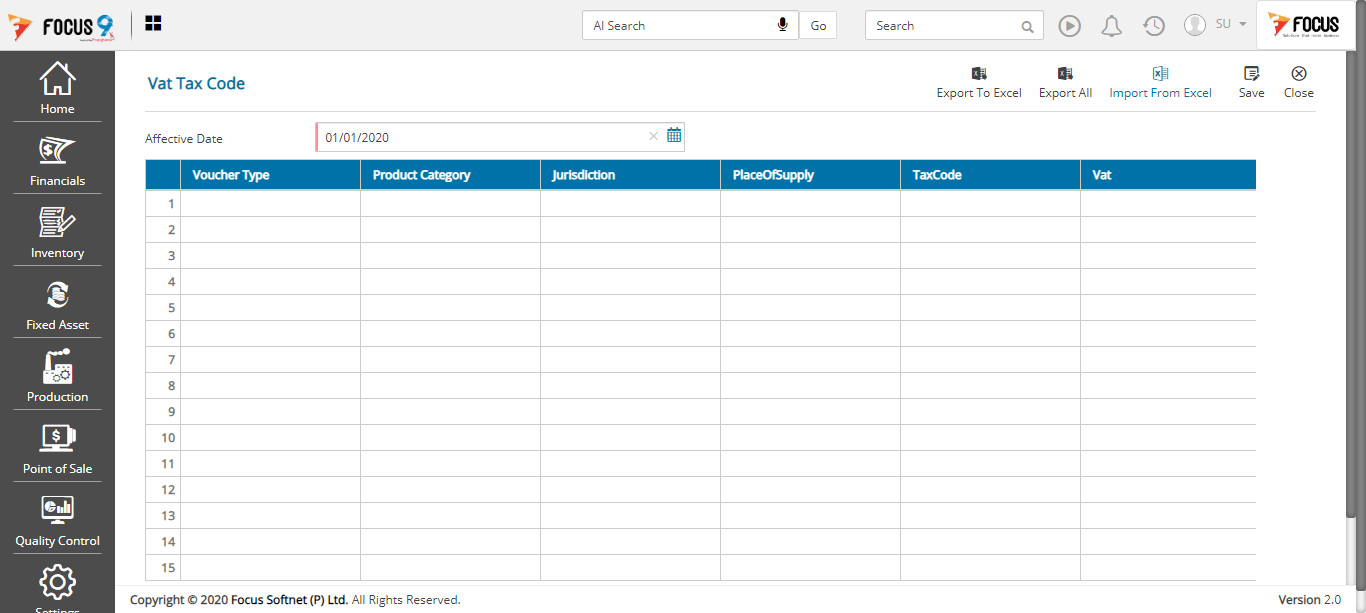 FOCUS 9
AI Search
Go
Search
SU
FOCUS
Home
Financials
Inventory
Fixed Asset
Production
Point of Sale
Quality Control
Settings
Vat Tax Code
Export To Excel
Export All
Import From Excel
Save
Close
Affective Date
01/01/2020
Voucher Type Product Category Jurisdiction PlaceOfSupply TaxCode Vat
1
2
3
4
5
6
7
8
9
10
11
12
13
14
15
Copyright © 2020 Focus Softnet (P) Ltd. All Rights Reserved.
Version 2.0